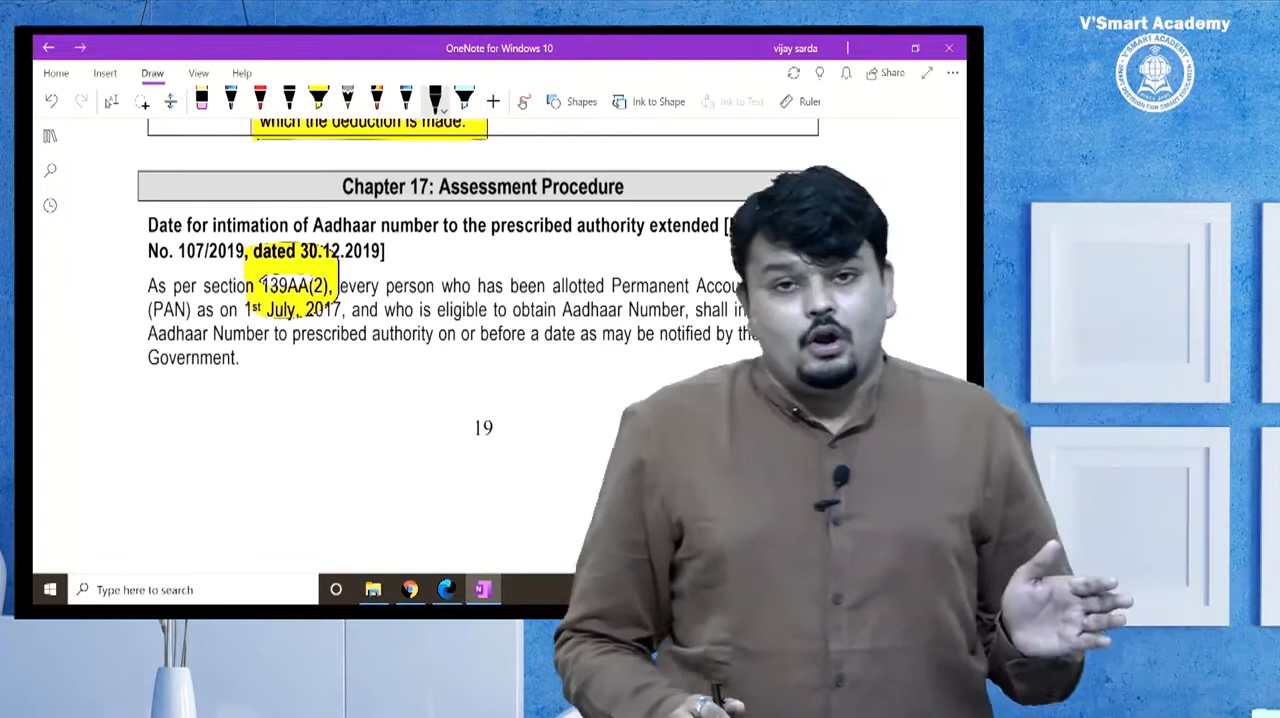 V'Smart Academy
OneNote for Windows 10
vijay sarda
Home Insert Draw View Help
Share
Shapes Ink to Shape Ink to Text Ruler
which the deduction is made.
Chapter 17: Assessment Procedure
Date for intimation of Aadhaar number to the prescribed authority extended [
No. 107/2019, dated 30.12.2019]
As per section 139AA(2), every person who has been allotted Permanent Accou
(PAN) as on 1st July, 2017, and who is eligible to obtain Aadhaar Number, shall in
Aadhaar Number to prescribed authority on or before a date as may be notified by the
Government.
19
Type here to search